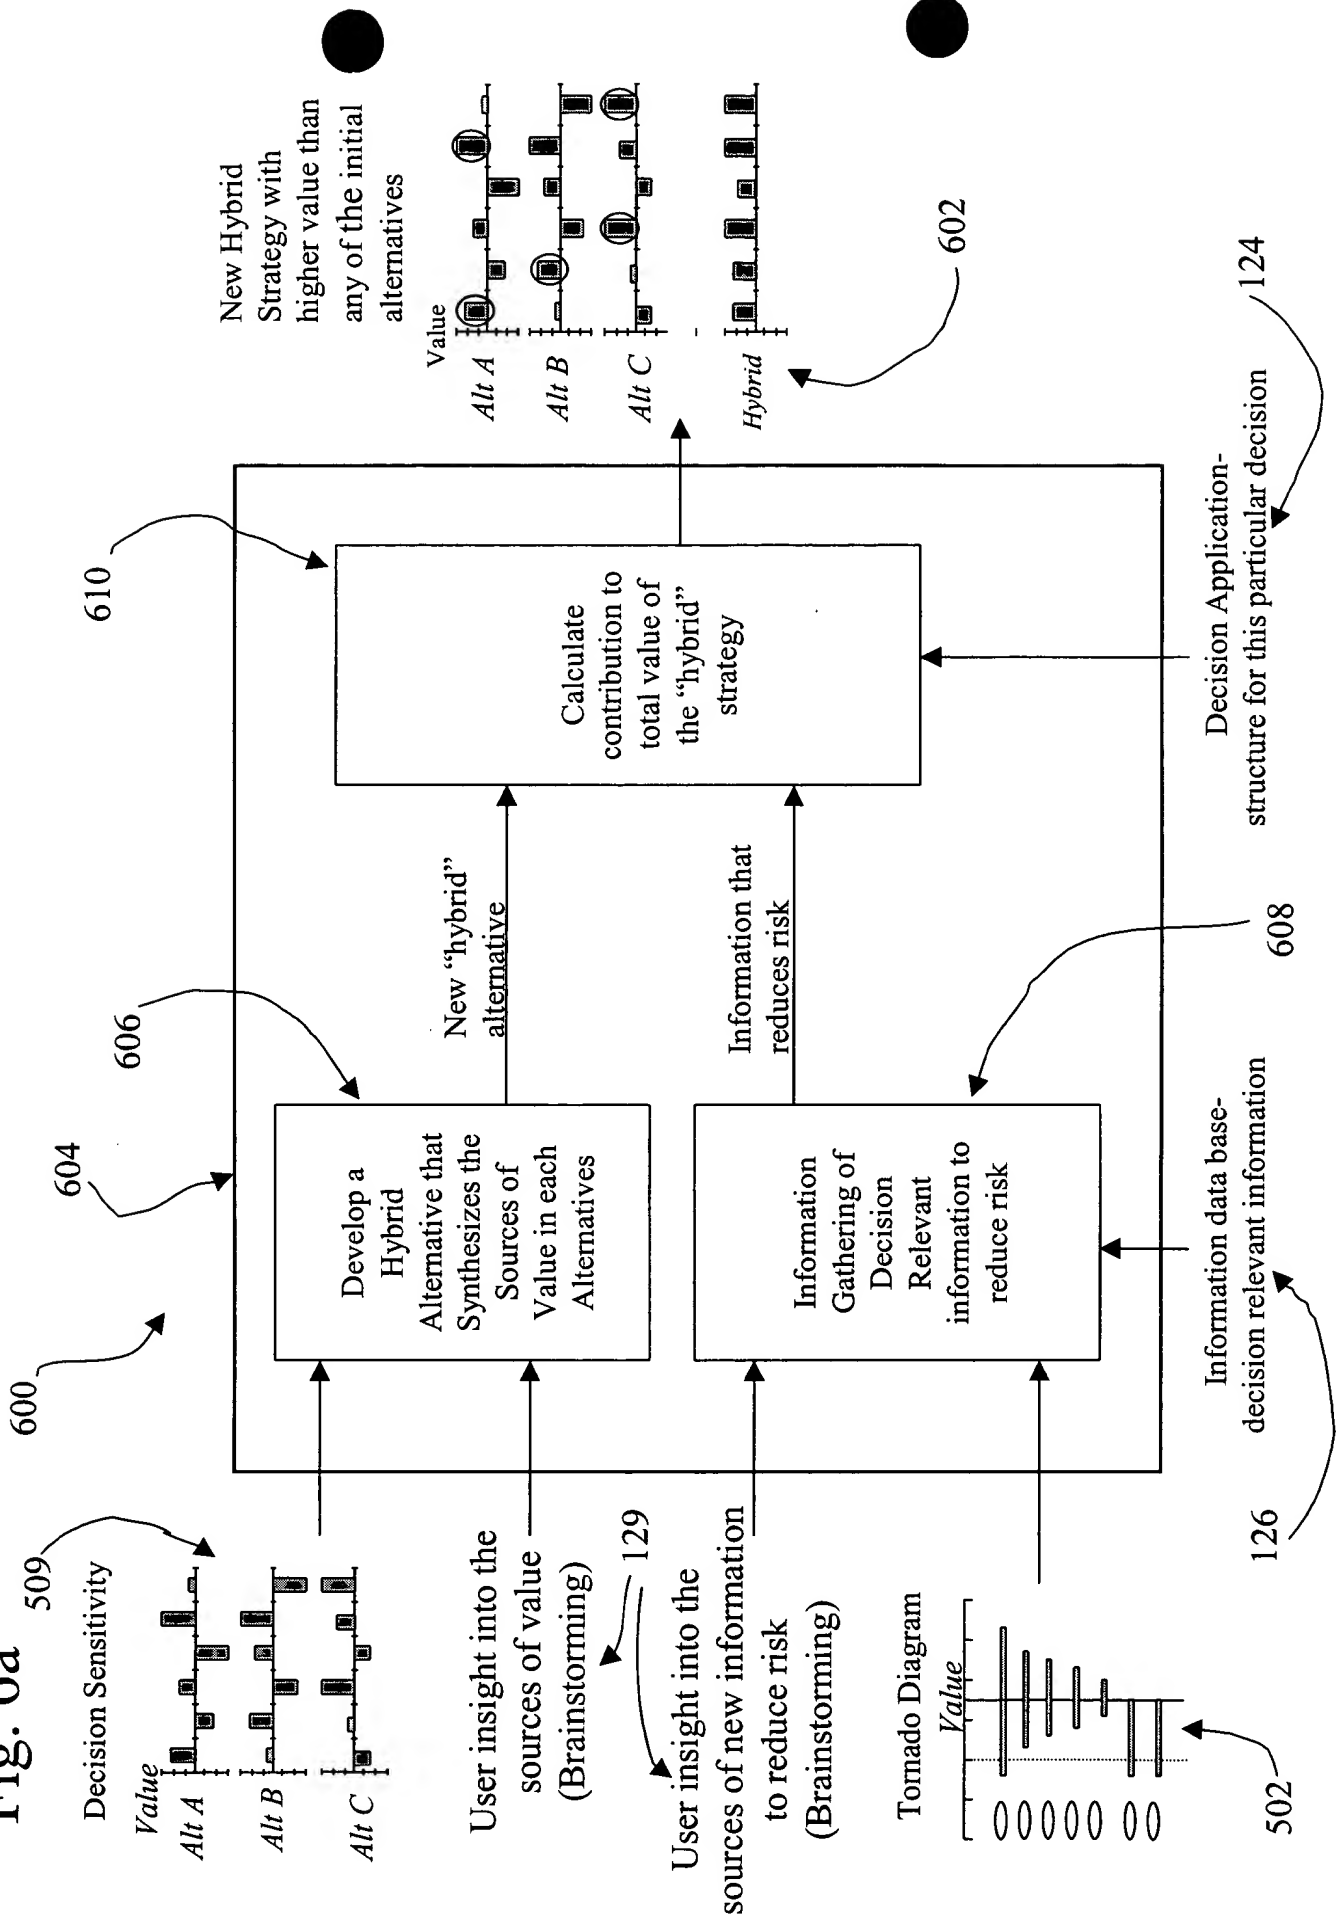 Fig. 6a
600
604
606
610
509
Decision Sensitivity
Value
Alt A
Alt B
Alt C
User insight into the
sources of value
(Brainstorming)
129
User insight into the
sources of new information
to reduce risk
(Brainstorming)
Tornado Diagram
Value
502
Develop a
Hybrid
Alternative that
Synthesizes the
Sources of
Value in each
Alternatives
Information
Gathering of
Decision
Relevant
information to
reduce risk
New “hybrid”
alternative
Information that
reduces risk
608
Calculate
contribution to
total value of
the “hybrid”
strategy
New Hybrid
Strategy with
higher value than
any of the initial
alternatives
Value
Alt A
Alt B
Alt C
Hybrid
602
126
Information data base-
decision relevant information
Decision Application-
structure for this particular decision
124